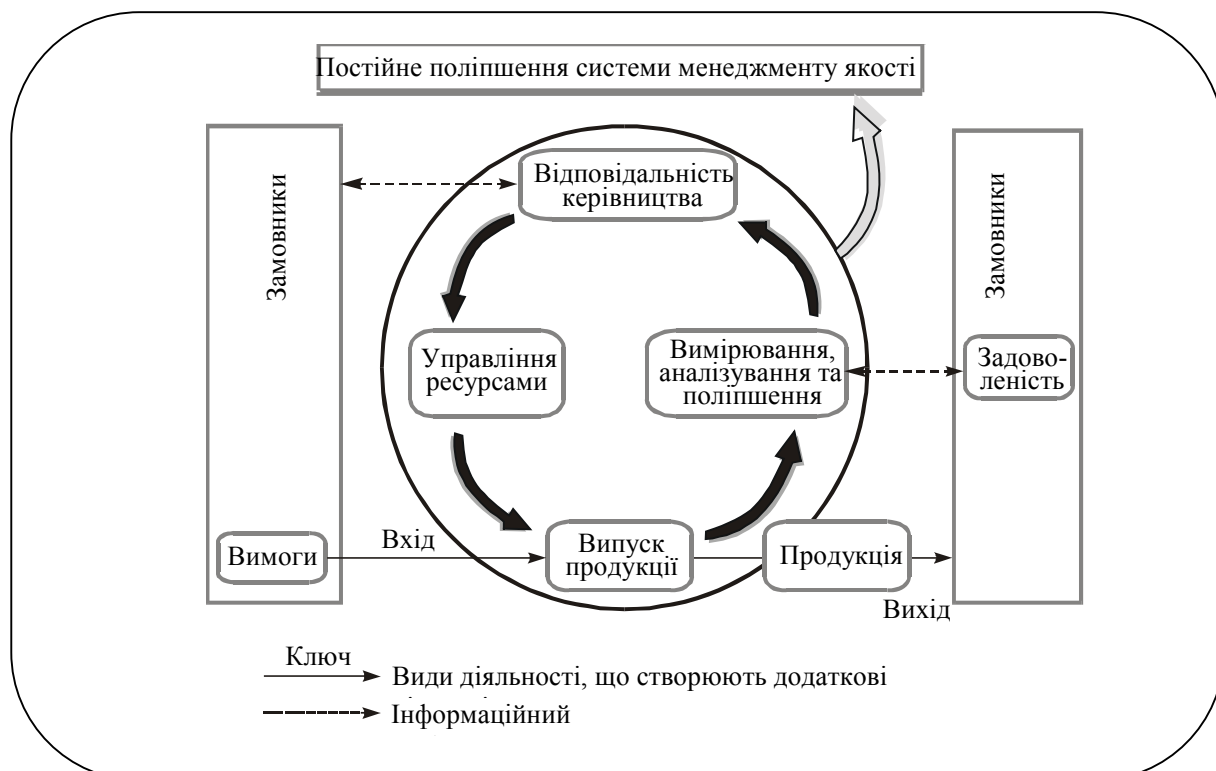 Постійне поліпшення системи менеджменту якості
Замовники
Відповідальність
керівництва
Замовники
Управління
ресурсами
Вимірювання,
аналізування та
поліпшення
Задово-
леність
Вимоги
Вхід
Випуск
продукції
Продукція
Вихід
Ключ
Види діяльності, що створюють додаткові
Інформаційний